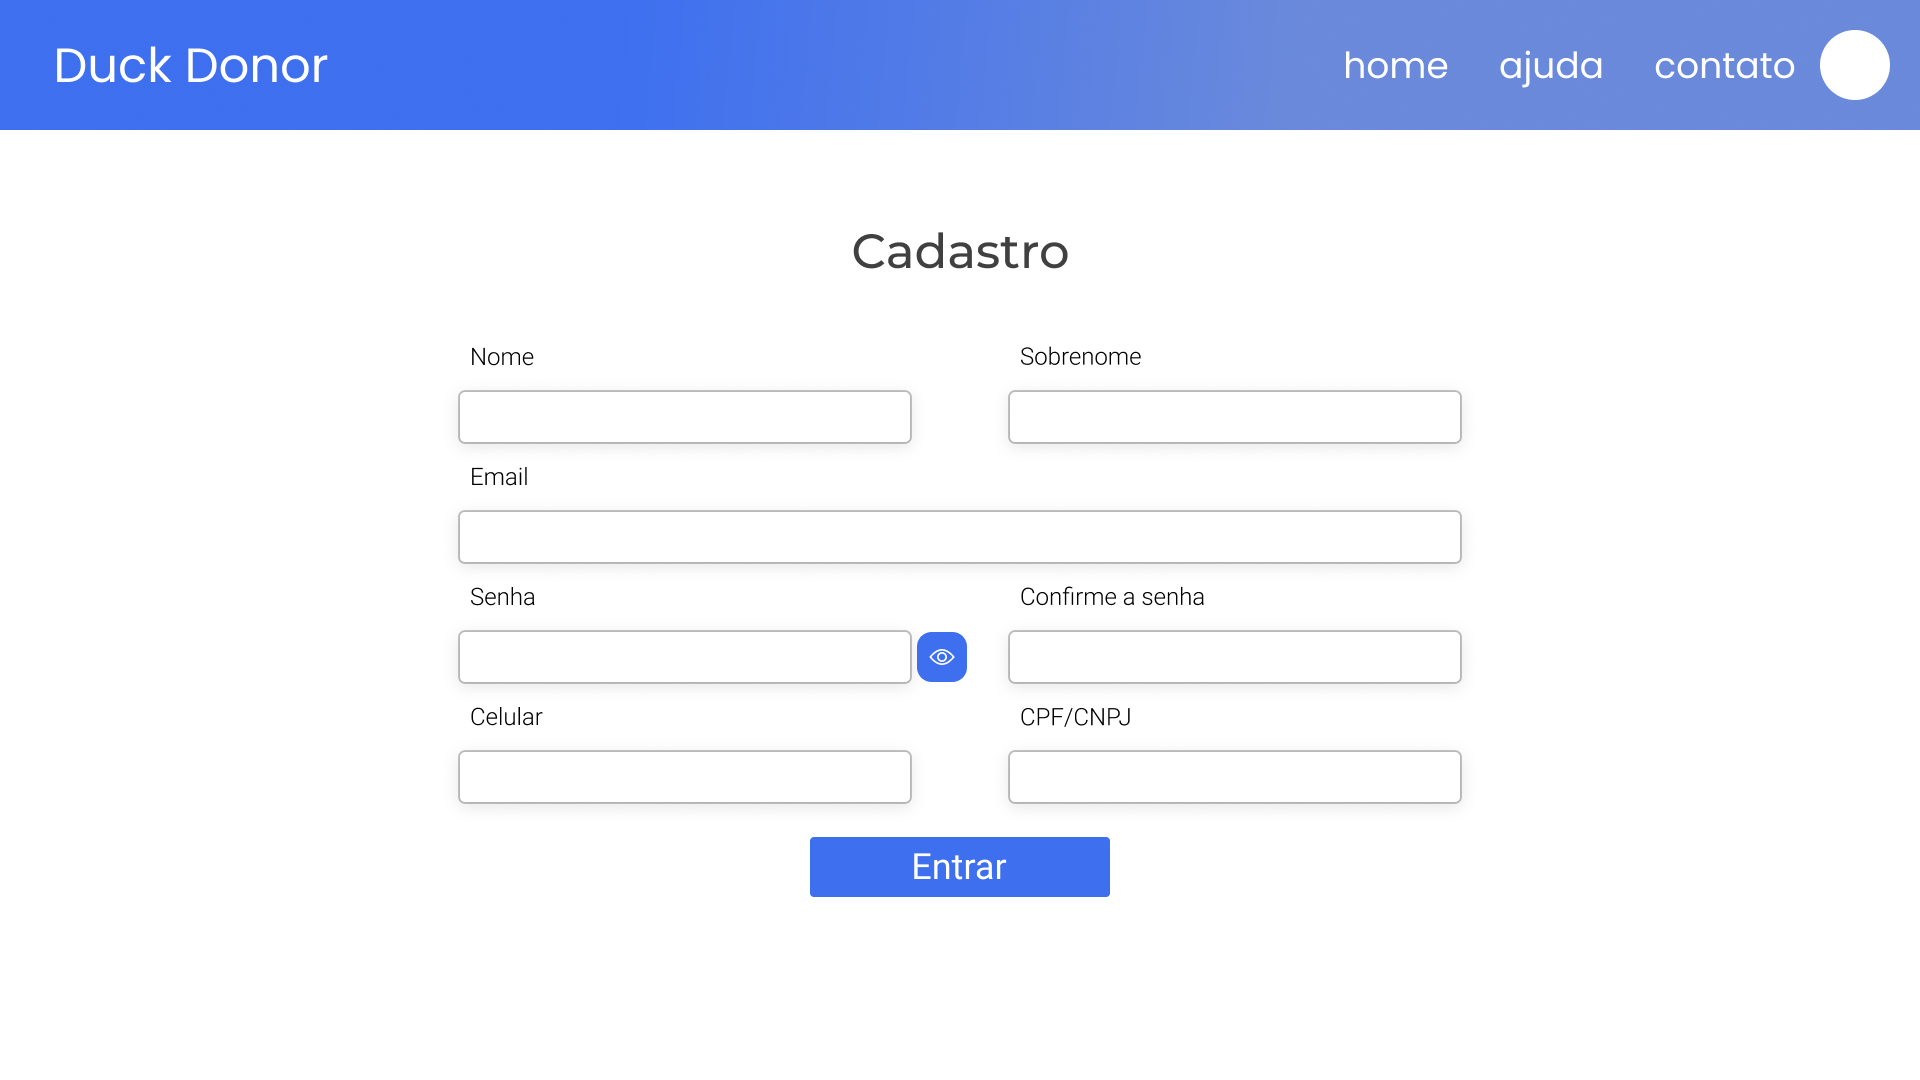 Duck Donor
home ajuda contato
Cadastro
Nome Sobrenome
Email
Senha Confirme a senha
Celular CPF/CNPJ
Entrar